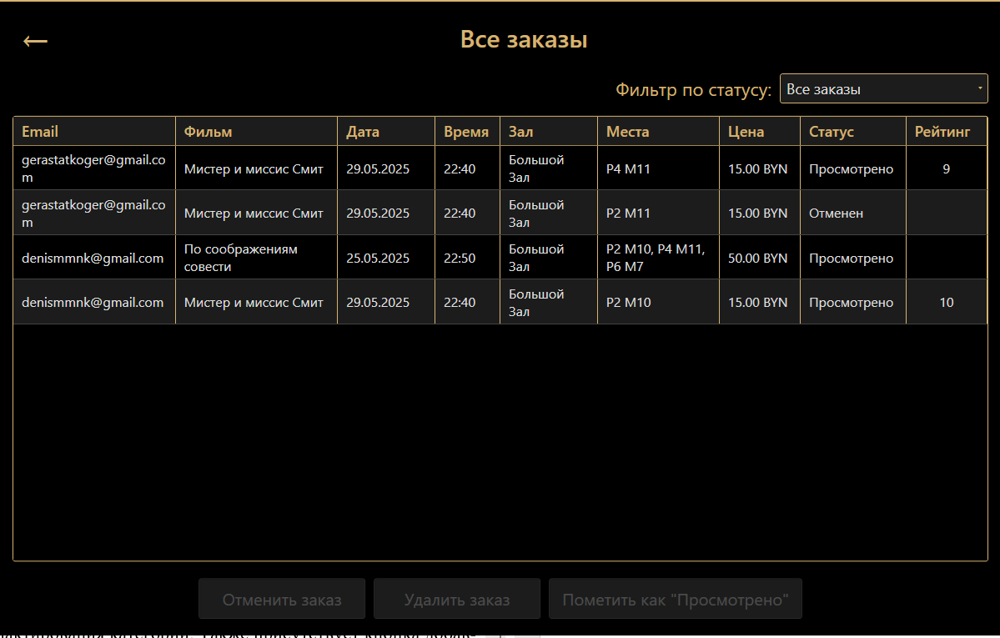 ←
Все заказы
Фильтр по статусу: Все заказы
Email Фильм Дата Время Зал Места Цена Статус Рейтинг
gerastatkoger@gmail.co
m Мистер и миссис Смит 29.05.2025 22:40 Большой
Зал P4 M11 15.00 BYN Просмотрено 9
gerastatkoger@gmail.co
m Мистер и миссис Смит 29.05.2025 22:40 Большой
Зал P2 M11 15.00 BYN Отменен
denismmnk@gmail.com По соображениям
совести 25.05.2025 22:50 Большой
Зал P2 M10, P4 M11,
P6 M7 50.00 BYN Просмотрено
denismmnk@gmail.com Мистер и миссис Смит 29.05.2025 22:40 Большой
Зал P2 M10 15.00 BYN Просмотрено 10
Отменить заказ Удалить заказ Пометить как "Просмотрено"